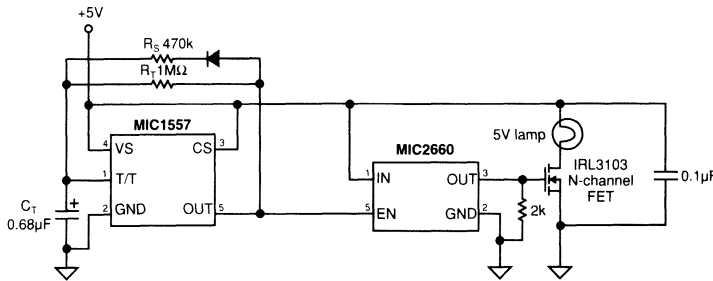 +5V
RS 470k
RT 1MΩ
MIC1557
4 VS CS 3
1 T/T
2 GND OUT 5
CT
0.68µF
+
MIC2660
1 IN OUT 3
5 EN GND 2
2k
5V lamp
IRL3103
N-channel
FET
0.1µF